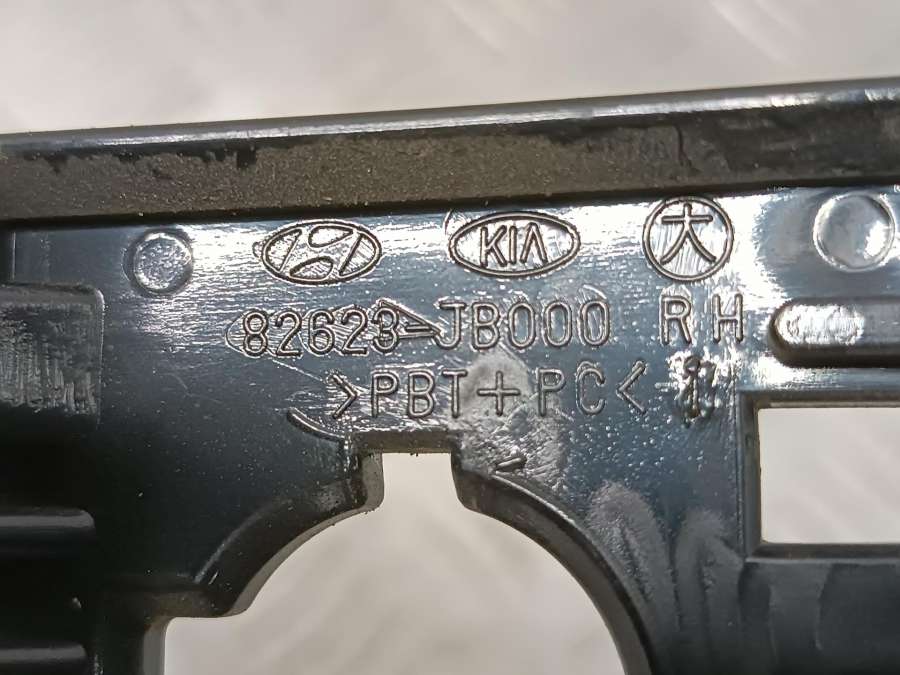 KIA 大
82623-JB000 RH
>PBT+PC<